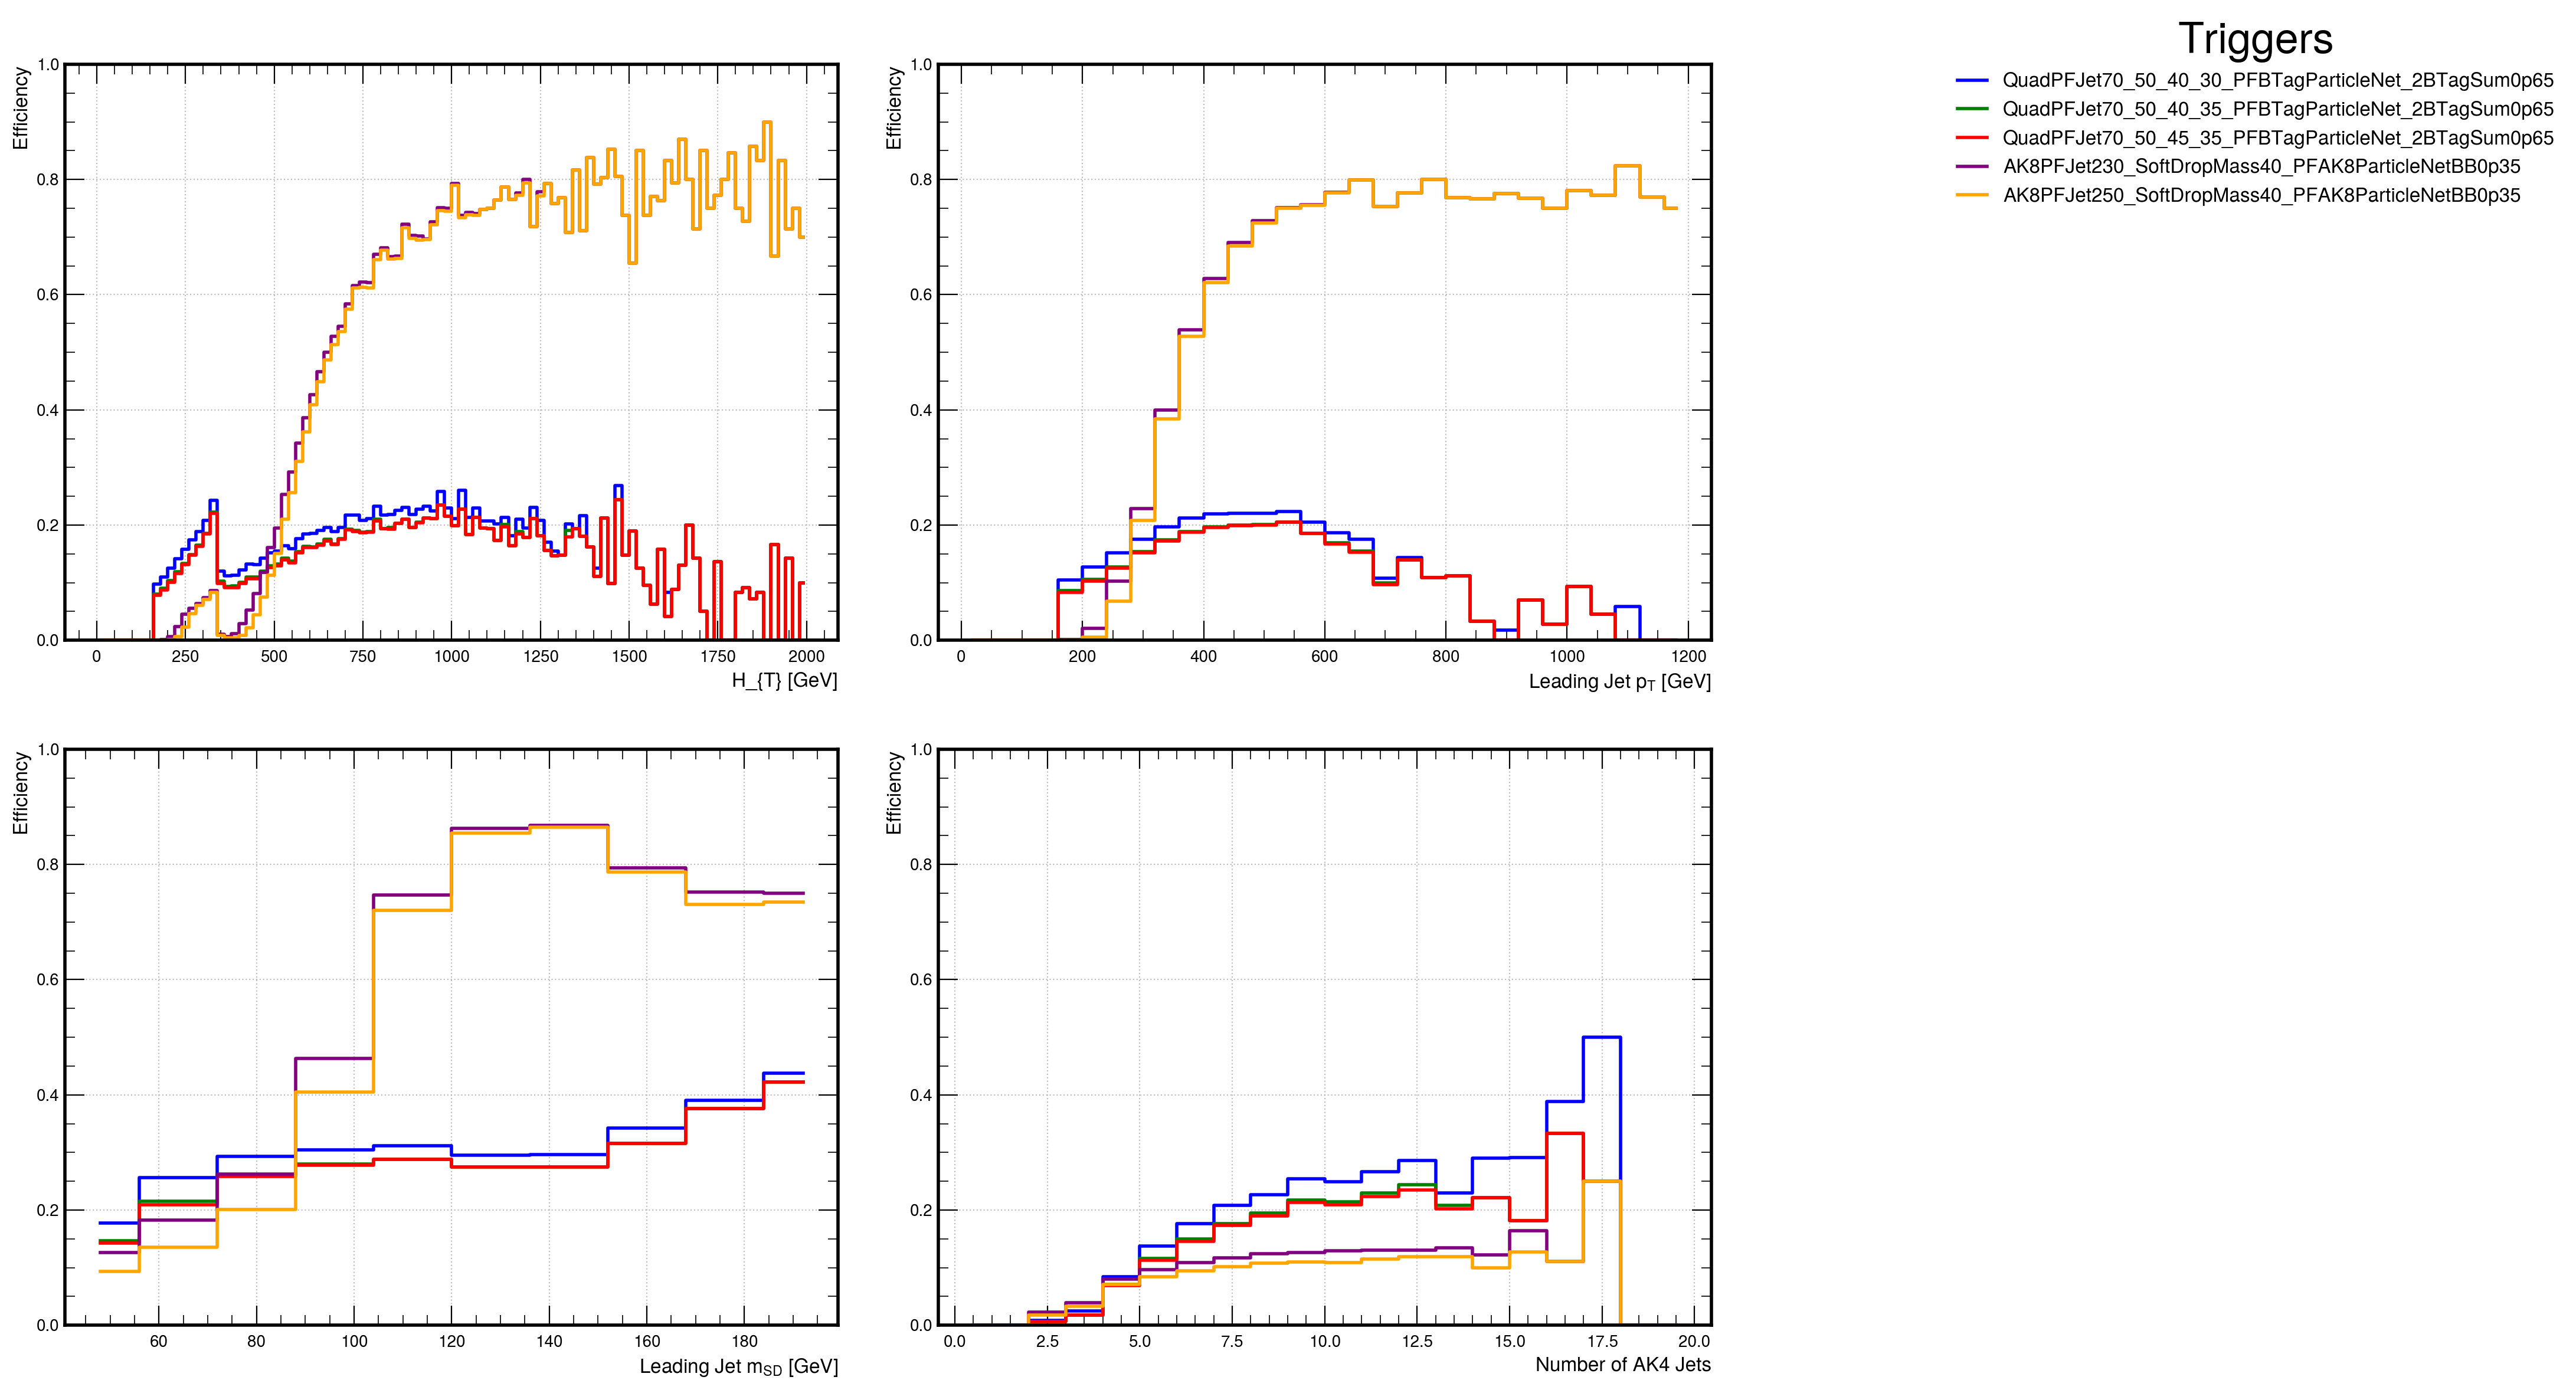 Triggers
QuadPFJet70_50_40_30_PFBTagParticleNet_2BTagSum0p65
QuadPFJet70_50_40_35_PFBTagParticleNet_2BTagSum0p65
QuadPFJet70_50_45_35_PFBTagParticleNet_2BTagSum0p65
AK8PFJet230_SoftDropMass40_PFAK8ParticleNetBB0p35
AK8PFJet250_SoftDropMass40_PFAK8ParticleNetBB0p35
Efficiency
1.0
0.8
0.6
0.4
0.2
0.0
0 250 500 750 1000 1250 1500 1750 2000
H_{T} [GeV]
Efficiency
1.0
0.8
0.6
0.4
0.2
0.0
0 200 400 600 800 1000 1200
Leading Jet pT [GeV]
Efficiency
1.0
0.8
0.6
0.4
0.2
0.0
60 80 100 120 140 160 180
Leading Jet mSD [GeV]
Efficiency
1.0
0.8
0.6
0.4
0.2
0.0
0.0 2.5 5.0 7.5 10.0 12.5 15.0 17.5 20.0
Number of AK4 Jets